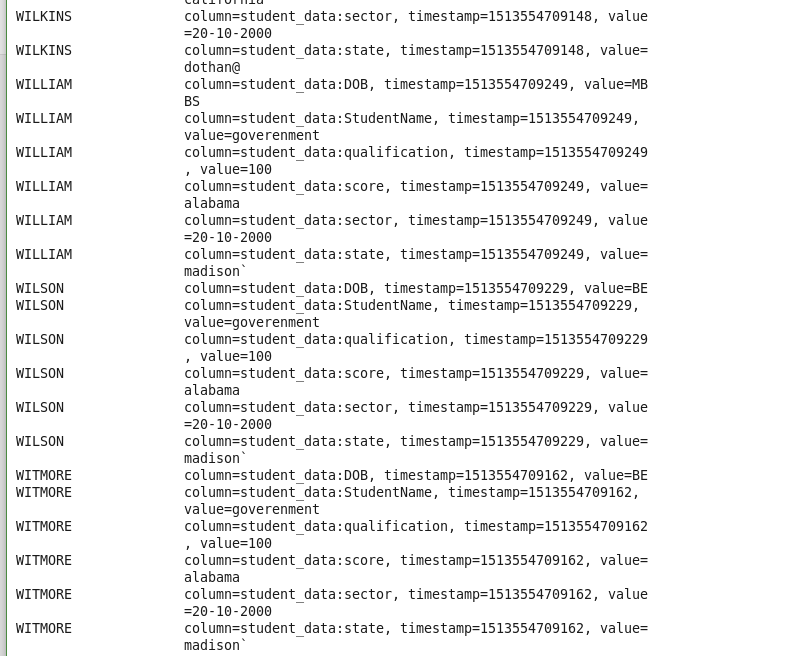 california
WILKINS column=student_data:sector, timestamp=1513554709148, value
=20-10-2000
WILKINS column=student_data:state, timestamp=1513554709148, value=
dothan@
WILLIAM column=student_data:DOB, timestamp=1513554709249, value=MB
BS
WILLIAM column=student_data:StudentName, timestamp=1513554709249,
value=goverenment
WILLIAM column=student_data:qualification, timestamp=1513554709249
, value=100
WILLIAM column=student_data:score, timestamp=1513554709249, value=
alabama
WILLIAM column=student_data:sector, timestamp=1513554709249, value
=20-10-2000
WILLIAM column=student_data:state, timestamp=1513554709249, value=
madison`
WILSON column=student_data:DOB, timestamp=1513554709229, value=BE
WILSON column=student_data:StudentName, timestamp=1513554709229,
value=goverenment
WILSON column=student_data:qualification, timestamp=1513554709229
, value=100
WILSON column=student_data:score, timestamp=1513554709229, value=
alabama
WILSON column=student_data:sector, timestamp=1513554709229, value
=20-10-2000
WILSON column=student_data:state, timestamp=1513554709229, value=
madison`
WITMORE column=student_data:DOB, timestamp=1513554709162, value=BE
WITMORE column=student_data:StudentName, timestamp=1513554709162,
value=goverenment
WITMORE column=student_data:qualification, timestamp=1513554709162
, value=100
WITMORE column=student_data:score, timestamp=1513554709162, value=
alabama
WITMORE column=student_data:sector, timestamp=1513554709162, value
=20-10-2000
WITMORE column=student_data:state, timestamp=1513554709162, value=
madison`